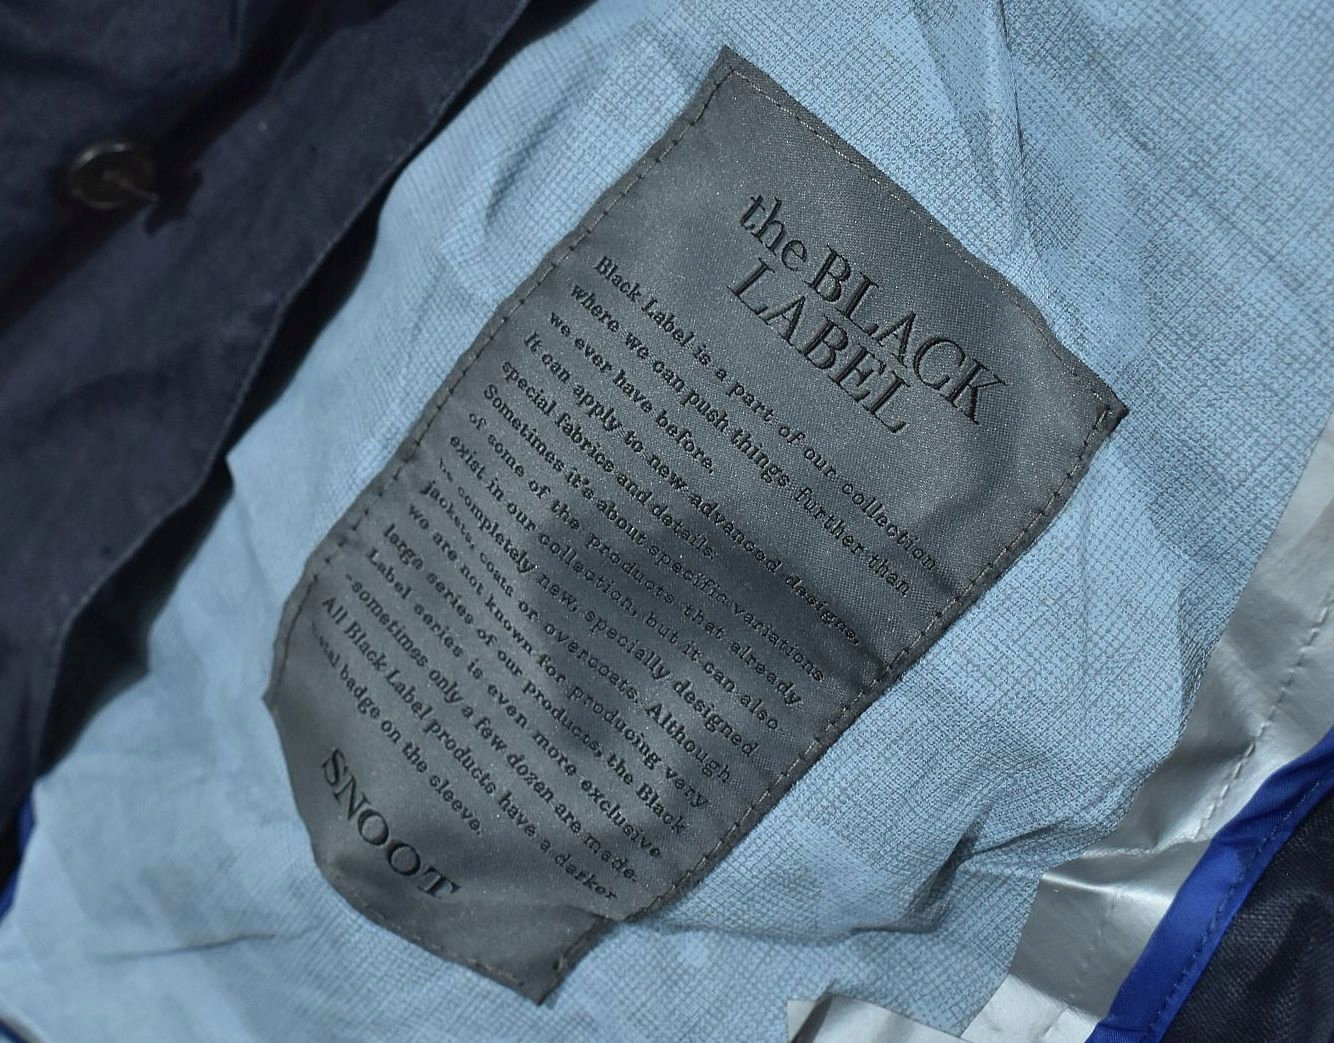 the BLACK
LABEL
Black Label is a part of our collection
where we can push things further than
we ever have before.
It can apply to new advanced designs,
special fabrics and details.
Sometimes it's about specific variations
of some of the products that already
exist in our collection, but it can also
completely new, specially designed
jackets, coats or overcoats. Although
we are not known for producing very
large series of our products, the Black
Label series is even more exclusive
-sometimes only a few dozen are made.
All Black Label products have a darker
badge on the sleeve.
SNOOT